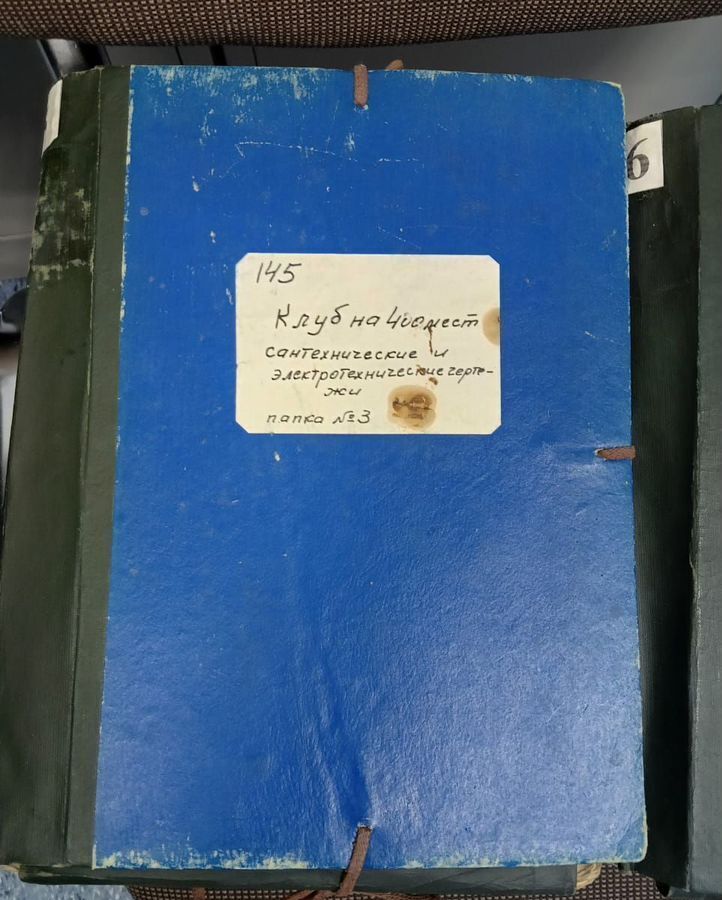 145
Клуб на 400 мест
сантехнические и
электротехнические черте-
жи
папка №3
6